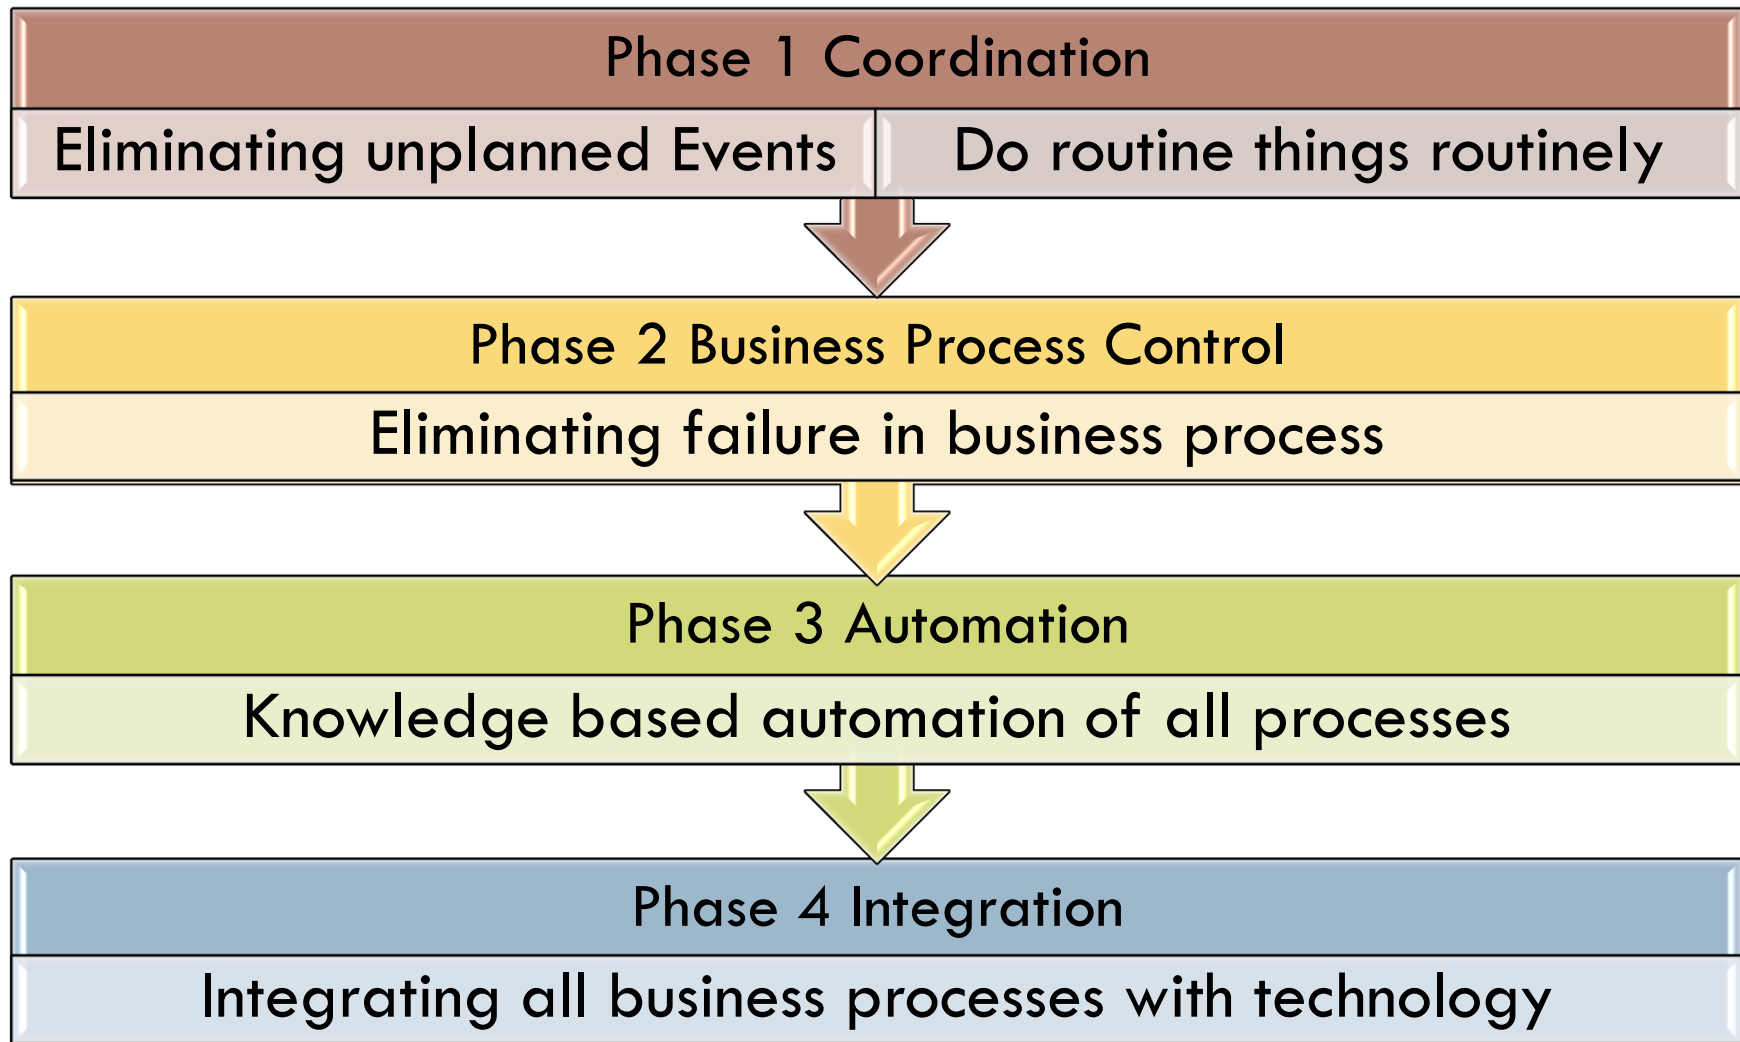 Phase 1 Coordination
Eliminating unplanned Events
Do routine things routinely
Phase 2 Business Process Control
Eliminating failure in business process
Phase 3 Automation
Knowledge based automation of all processes
Phase 4 Integration
Integrating all business processes with technology